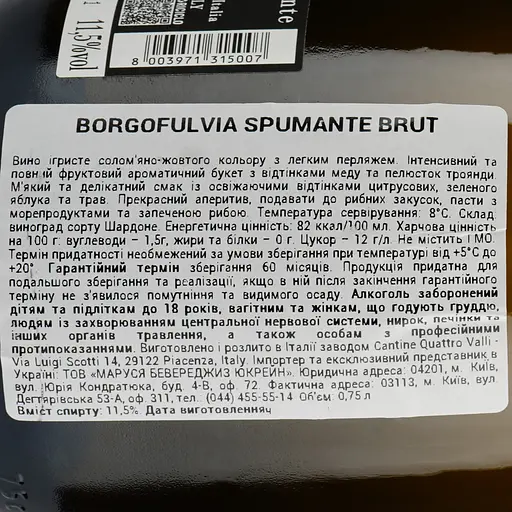 ante
Italia
LY
11,5%vol
8 003971 315007
BORGOFULVIA SPUMANTE BRUT
Вино ігристе солом'яно-жовтого кольору з легким перляжем. Інтенсивний та
повний фруктовий ароматичний букет з відтінками меду та пелюсток троянди.
М'який та делікатний смак із освіжаючими відтінками цитрусових, зеленого
яблука та трав. Прекрасний аперитив, подавати до рибних закусок, пасти з
морепродуктами та запеченою рибою. Температура сервірування: 8°C. Склад:
виноград сорту Шардоне. Енергетична цінність: 82 ккал/100 мл. Харчова цінність
на 100 г: вуглеводи – 1,5г, жири та білки – 0 г. Цукор – 12 г/л. Не містить ГМО.
Термін придатності необмежений за умови зберігання при температурі від +5°C до
+20°. Гарантійний термін зберігання 60 місяців. Продукція придатна для
подальшого зберігання та реалізації, якщо в ній після закінчення гарантійного
терміну не з'явилося помутніння та видимого осаду. Алкоголь заборонений
дітям та підліткам до 18 років, вагітним та жінкам, що годують груддю,
людям із захворюванням центральної нервової системи, нирок, печінки та
інших органів травлення, а також особам з професійними
протипоказаннями. Виготовлено і розлито в Італії заводом Cantine Quattro Valli -
Via Luigi Scotti 14, 29122 Piacenza, Italy. Імпортер та ексклюзивний представник в
Україні: ТОВ «МАРУСЯ БЕВЕРЕДЖИЗ ЮКРЕЙН». Юридична адреса: 04201, м. Київ,
вул. Юрія Кондратюка, буд. 4-В, оф. 72. Фактична адреса: 03113, м. Київ, вул.
Дегтярівська 53-А, оф. 311, тел. (044) 455-55-14 Об'єм: 0,75 л
Вміст спирту: 11,5%. Дата виготовлення